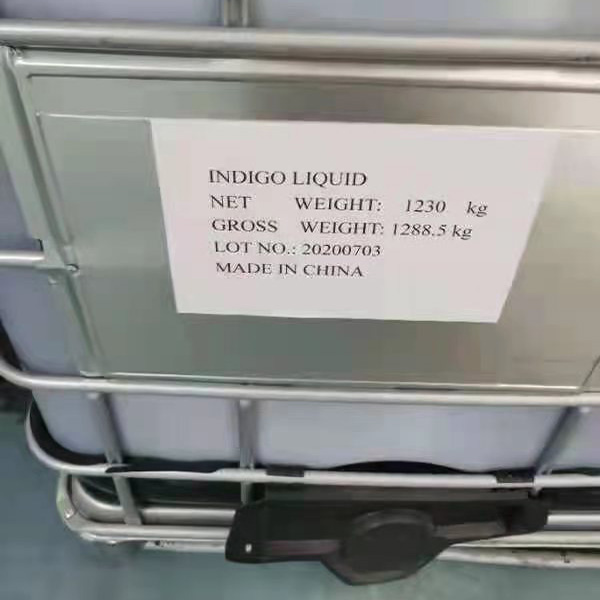 INDIGO LIQUID
NET WEIGHT: 1230 kg
GROSS WEIGHT: 1288.5 kg
LOT NO.: 20200703
MADE IN CHINA